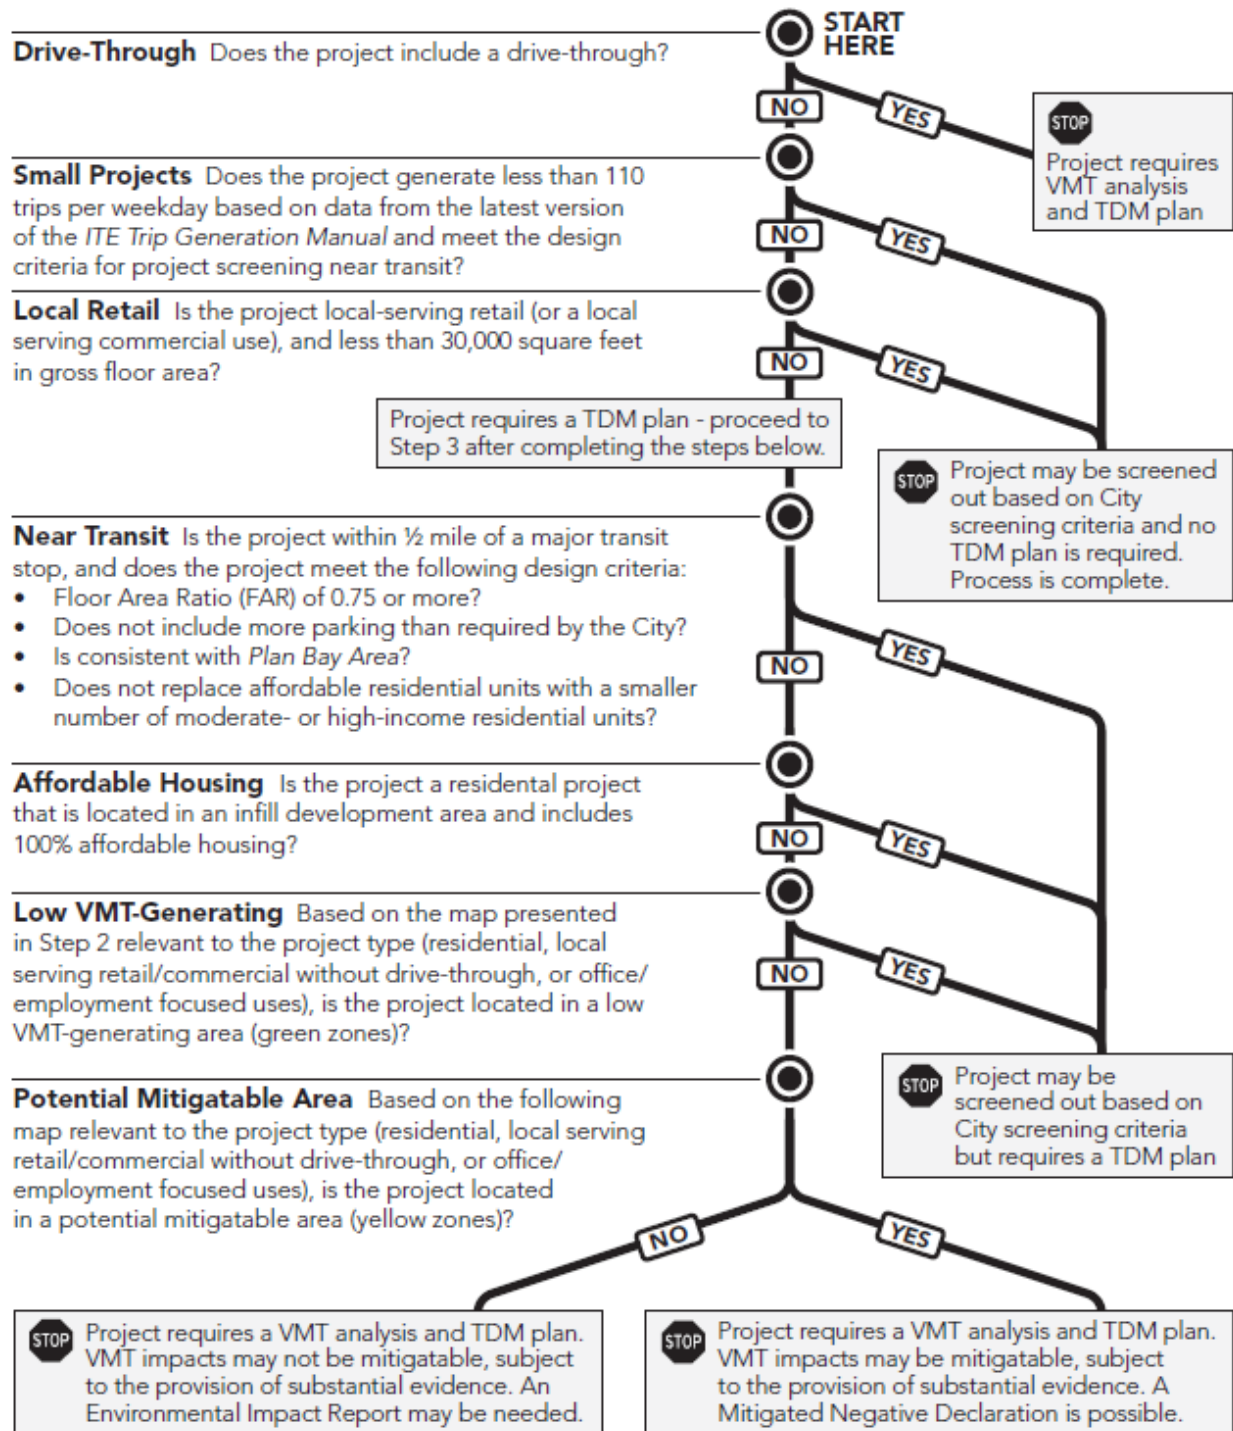 START
HERE
Drive-Through Does the project include a drive-through?
NO
YES
STOP
Project requires
VMT analysis
and TDM plan
Small Projects Does the project generate less than 110
trips per weekday based on data from the latest version
of the ITE Trip Generation Manual and meet the design
criteria for project screening near transit?
NO
YES
Local Retail Is the project local-serving retail (or a local
serving commercial use), and less than 30,000 square feet
in gross floor area?
NO
YES
Project requires a TDM plan - proceed to
Step 3 after completing the steps below.
STOP
Project may be screened
out based on City
screening criteria and no
TDM plan is required.
Process is complete.
Near Transit Is the project within ½ mile of a major transit
stop, and does the project meet the following design criteria:
• Floor Area Ratio (FAR) of 0.75 or more?
• Does not include more parking than required by the City?
• Is consistent with Plan Bay Area?
• Does not replace affordable residential units with a smaller
number of moderate- or high-income residential units?
NO
YES
Affordable Housing Is the project a residental project
that is located in an infill development area and includes
100% affordable housing?
NO
YES
Low VMT-Generating Based on the map presented
in Step 2 relevant to the project type (residential, local
serving retail/commercial without drive-through, or office/
employment focused uses), is the project located in a low
VMT-generating area (green zones)?
NO
YES
STOP
Project may be
screened out based on
City screening criteria
but requires a TDM plan
Potential Mitigatable Area Based on the following
map relevant to the project type (residential, local serving
retail/commercial without drive-through, or office/
employment focused uses), is the project located
in a potential mitigatable area (yellow zones)?
NO
YES
STOP
Project requires a VMT analysis and TDM plan.
VMT impacts may not be mitigatable, subject
to the provision of substantial evidence. An
Environmental Impact Report may be needed.
STOP
Project requires a VMT analysis and TDM plan.
VMT impacts may be mitigatable, subject
to the provision of substantial evidence. A
Mitigated Negative Declaration is possible.